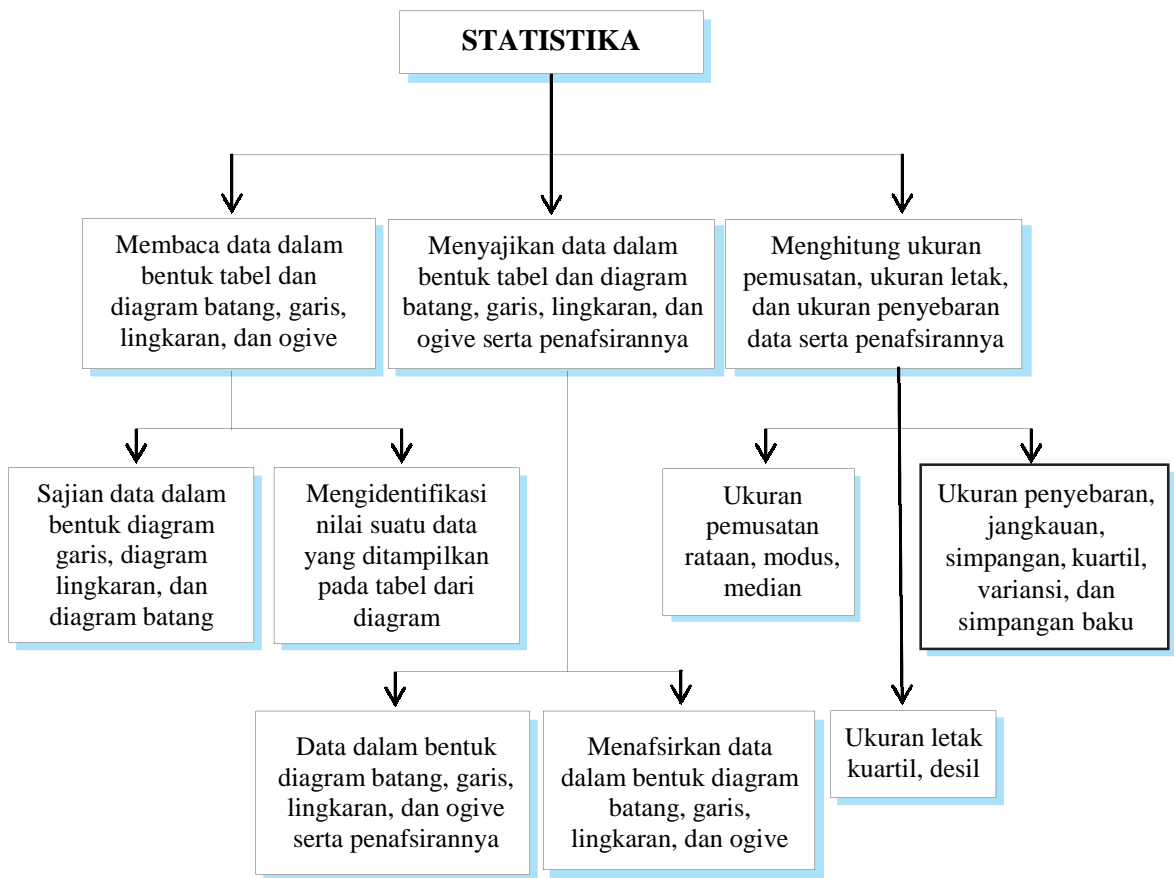 STATISTIKA
Membaca data dalam
bentuk tabel dan
diagram batang, garis,
lingkaran, dan ogive
Menyajikan data dalam
bentuk tabel dan diagram
batang, garis, lingkaran, dan
ogive serta penafsirannya
Menghitung ukuran
pemusatan, ukuran letak,
dan ukuran penyebaran
data serta penafsirannya
Sajian data dalam
bentuk diagram
garis, diagram
lingkaran, dan
diagram batang
Mengidentifikasi
nilai suatu data
yang ditampilkan
pada tabel dari
diagram
Ukuran
pemusatan
rataan, modus,
median
Ukuran penyebaran,
jangkauan,
simpangan, kuartil,
variansi, dan
simpangan baku
Data dalam bentuk
diagram batang, garis,
lingkaran, dan ogive
serta penafsirannya
Menafsirkan data
dalam bentuk diagram
batang, garis,
lingkaran, dan ogive
Ukuran letak
kuartil, desil